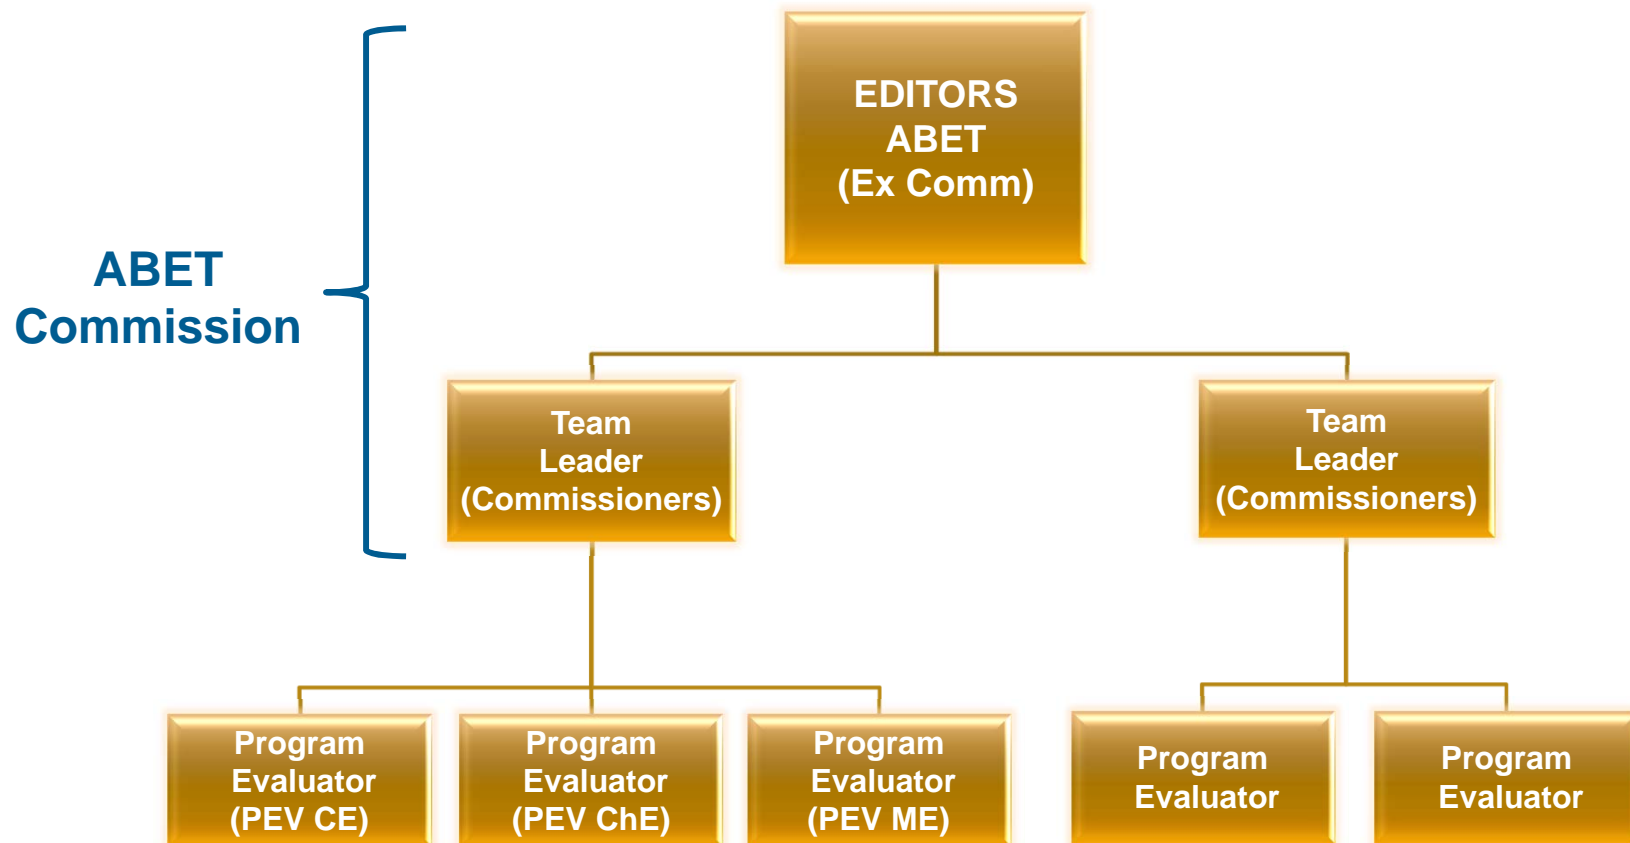 EDITORS
ABET
(Ex Comm)
ABET
Commission
Team
Leader
(Commissioners)
Team
Leader
(Commissioners)
Program
Evaluator
(PEV CE)
Program
Evaluator
(PEV ChE)
Program
Evaluator
(PEV ME)
Program
Evaluator
Program
Evaluator